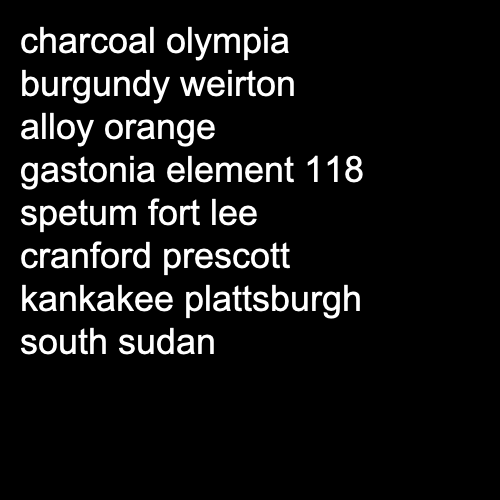 charcoal olympia
burgundy weirton
alloy orange
gastonia element 118
spetum fort lee
cranford prescott
kankakee plattsburgh
south sudan